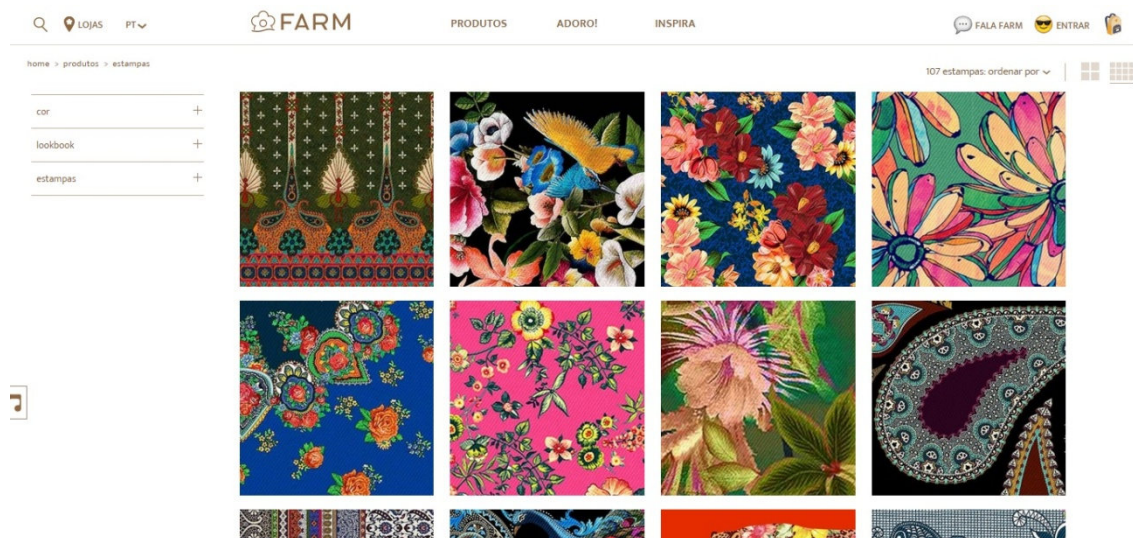 LOJAS PT FARM PRODUTOS ADORO! INSPIRA FALA FARM ENTRAR
home > produtos > estampas
107 estampas: ordenar por
cor +
lookbook +
estampas +